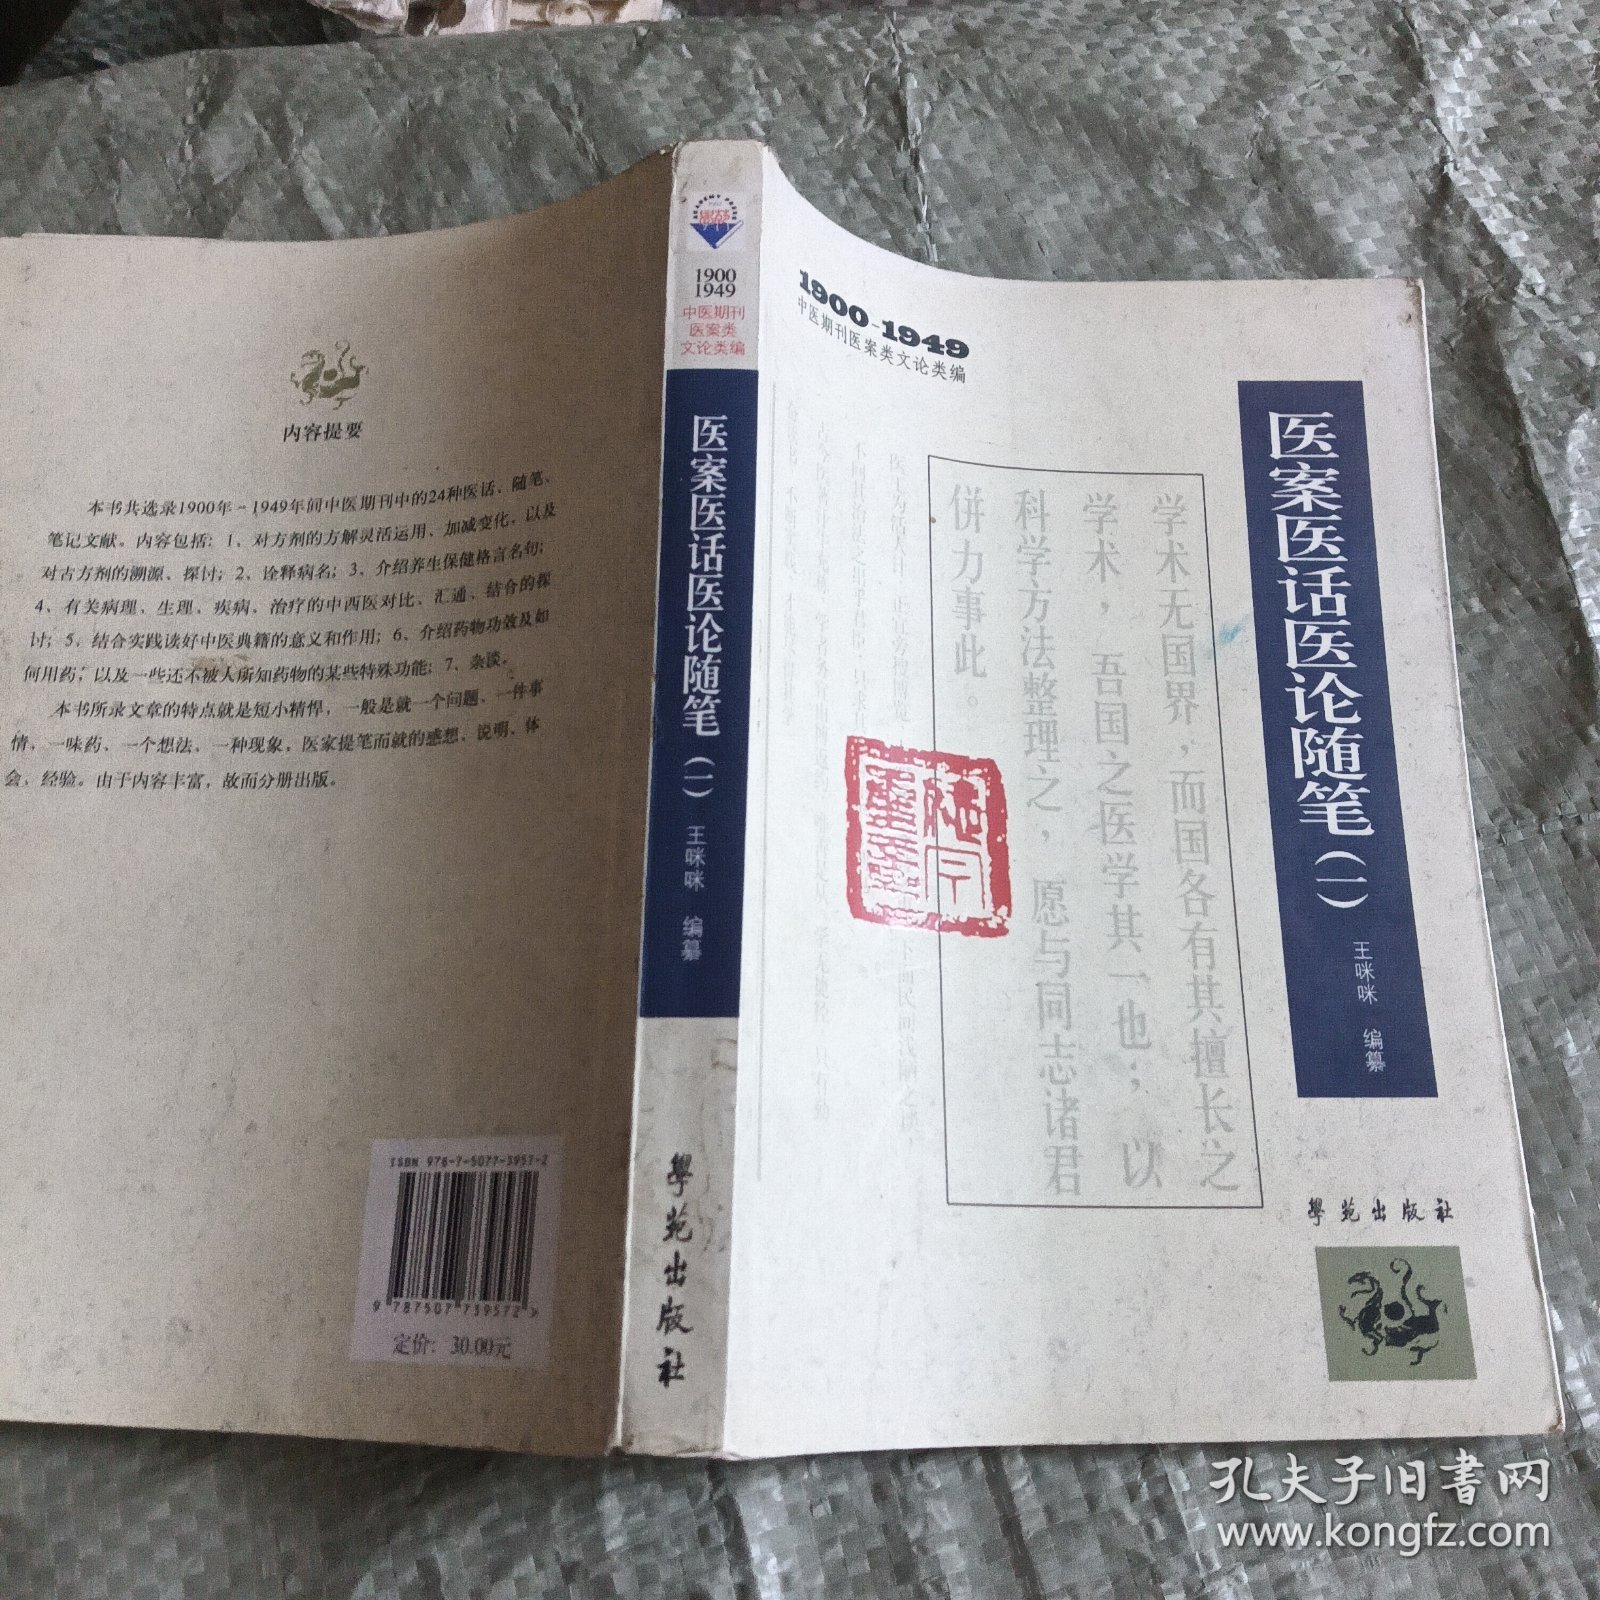 内容提要
本书共选录1900年-1949年间中医期刊中的24种医话、随笔、
笔记文献。内容包括：1、对方剂的方解灵活运用、加减变化，以及
对古方剂的溯源、探讨；2、诠释病名；3、介绍养生保健格言名句；
4、有关病理、生理、疾病、治疗的中西医对比、汇通、结合的探
讨；5、结合实践读好中医典籍的意义和作用；6、介绍药物功效及如
何用药，以及一些还不被人所知药物的某些特殊功能；7、杂谈。
本书所录文章的特点就是短小精悍，一般是就一个问题、一件事
情，一味药、一个想法、一种现象，医家提笔而就的感想、说明、体
会、经验。由于内容丰富，故而分册出版。
ISBN 978-7-5077-3957-2
9 787507 739572 >
定价：30.00元
1900
1949
中医期刊
医案类
文论类编
医案医话医论随笔（一）
王咪咪 编纂
學苑出版社
1900-1949
中医期刊医案类文论类编
医案医话医论随笔（一）
王咪咪 编纂
学术无国界，而国各有其擅长之
学术，吾国之医学其一也；以
科学方法整理之，愿与同志诸君
併力事此。
學苑出版社
孔夫子旧书网
www.kongfz.com